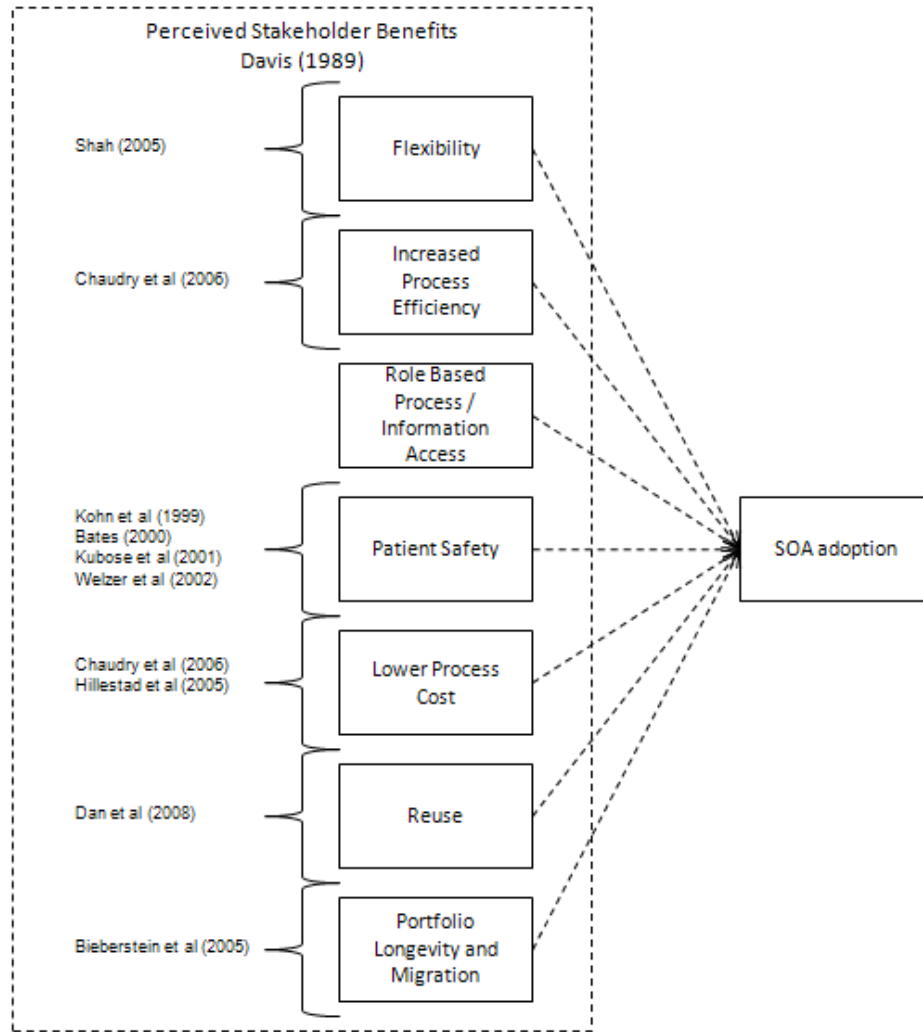 Perceived Stakeholder Benefits
Davis (1989)
Shah (2005)
Flexibility
Chaudry et al (2006)
Increased
Process
Efficiency
Role Based
Process /
Information
Access
Kohn et al (1999)
Bates (2000)
Kubose et al (2001)
Welzer et al (2002)
Patient Safety
SOA adoption
Chaudry et al (2006)
Hillestad et al (2005)
Lower Process
Cost
Dan et al (2008)
Reuse
Bieberstein et al (2005)
Portfolio
Longevity and
Migration